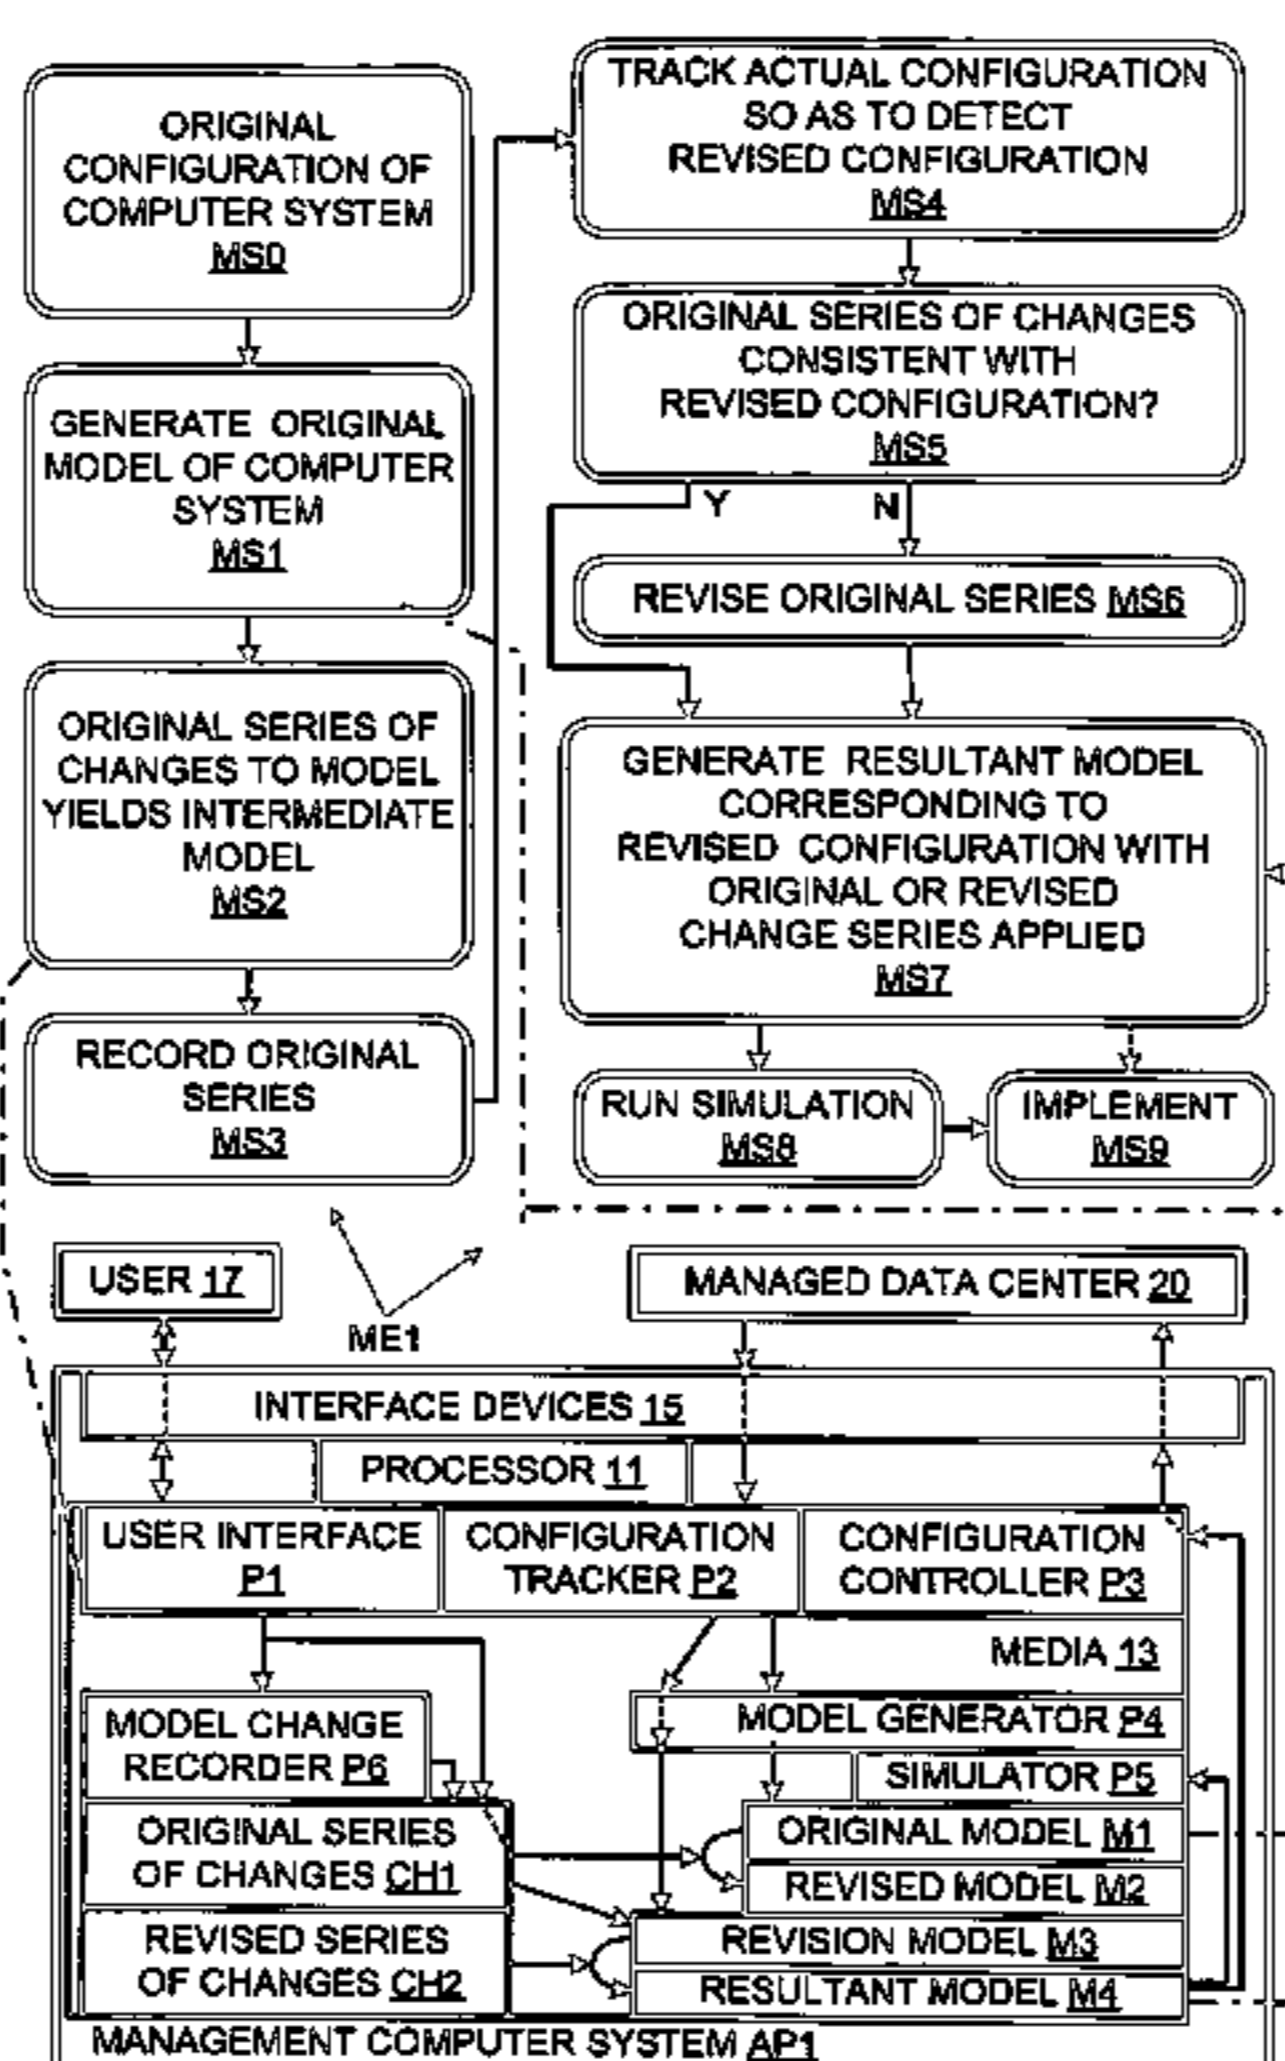 ORIGINAL
CONFIGURATION OF
COMPUTER SYSTEM
MS0
GENERATE ORIGINAL
MODEL OF COMPUTER
SYSTEM
MS1
ORIGINAL SERIES OF
CHANGES TO MODEL
YIELDS INTERMEDIATE
MODEL
MS2
RECORD ORIGINAL
SERIES
MS3
TRACK ACTUAL CONFIGURATION
SO AS TO DETECT
REVISED CONFIGURATION
MS4
ORIGINAL SERIES OF CHANGES
CONSISTENT WITH
REVISED CONFIGURATION?
MS5
Y N
REVISE ORIGINAL SERIES MS6
GENERATE RESULTANT MODEL
CORRESPONDING TO
REVISED CONFIGURATION WITH
ORIGINAL OR REVISED
CHANGE SERIES APPLIED
MS7
RUN SIMULATION
MS8
IMPLEMENT
MS9
ME1
USER 17
MANAGED DATA CENTER 20
INTERFACE DEVICES 15
PROCESSOR 11
USER INTERFACE
P1
CONFIGURATION
TRACKER P2
CONFIGURATION
CONTROLLER P3
MEDIA 13
MODEL CHANGE
RECORDER P6
MODEL GENERATOR P4
SIMULATOR P5
ORIGINAL SERIES
OF CHANGES CH1
ORIGINAL MODEL M1
REVISED MODEL M2
REVISED SERIES
OF CHANGES CH2
REVISION MODEL M3
RESULTANT MODEL M4
MANAGEMENT COMPUTER SYSTEM AP1